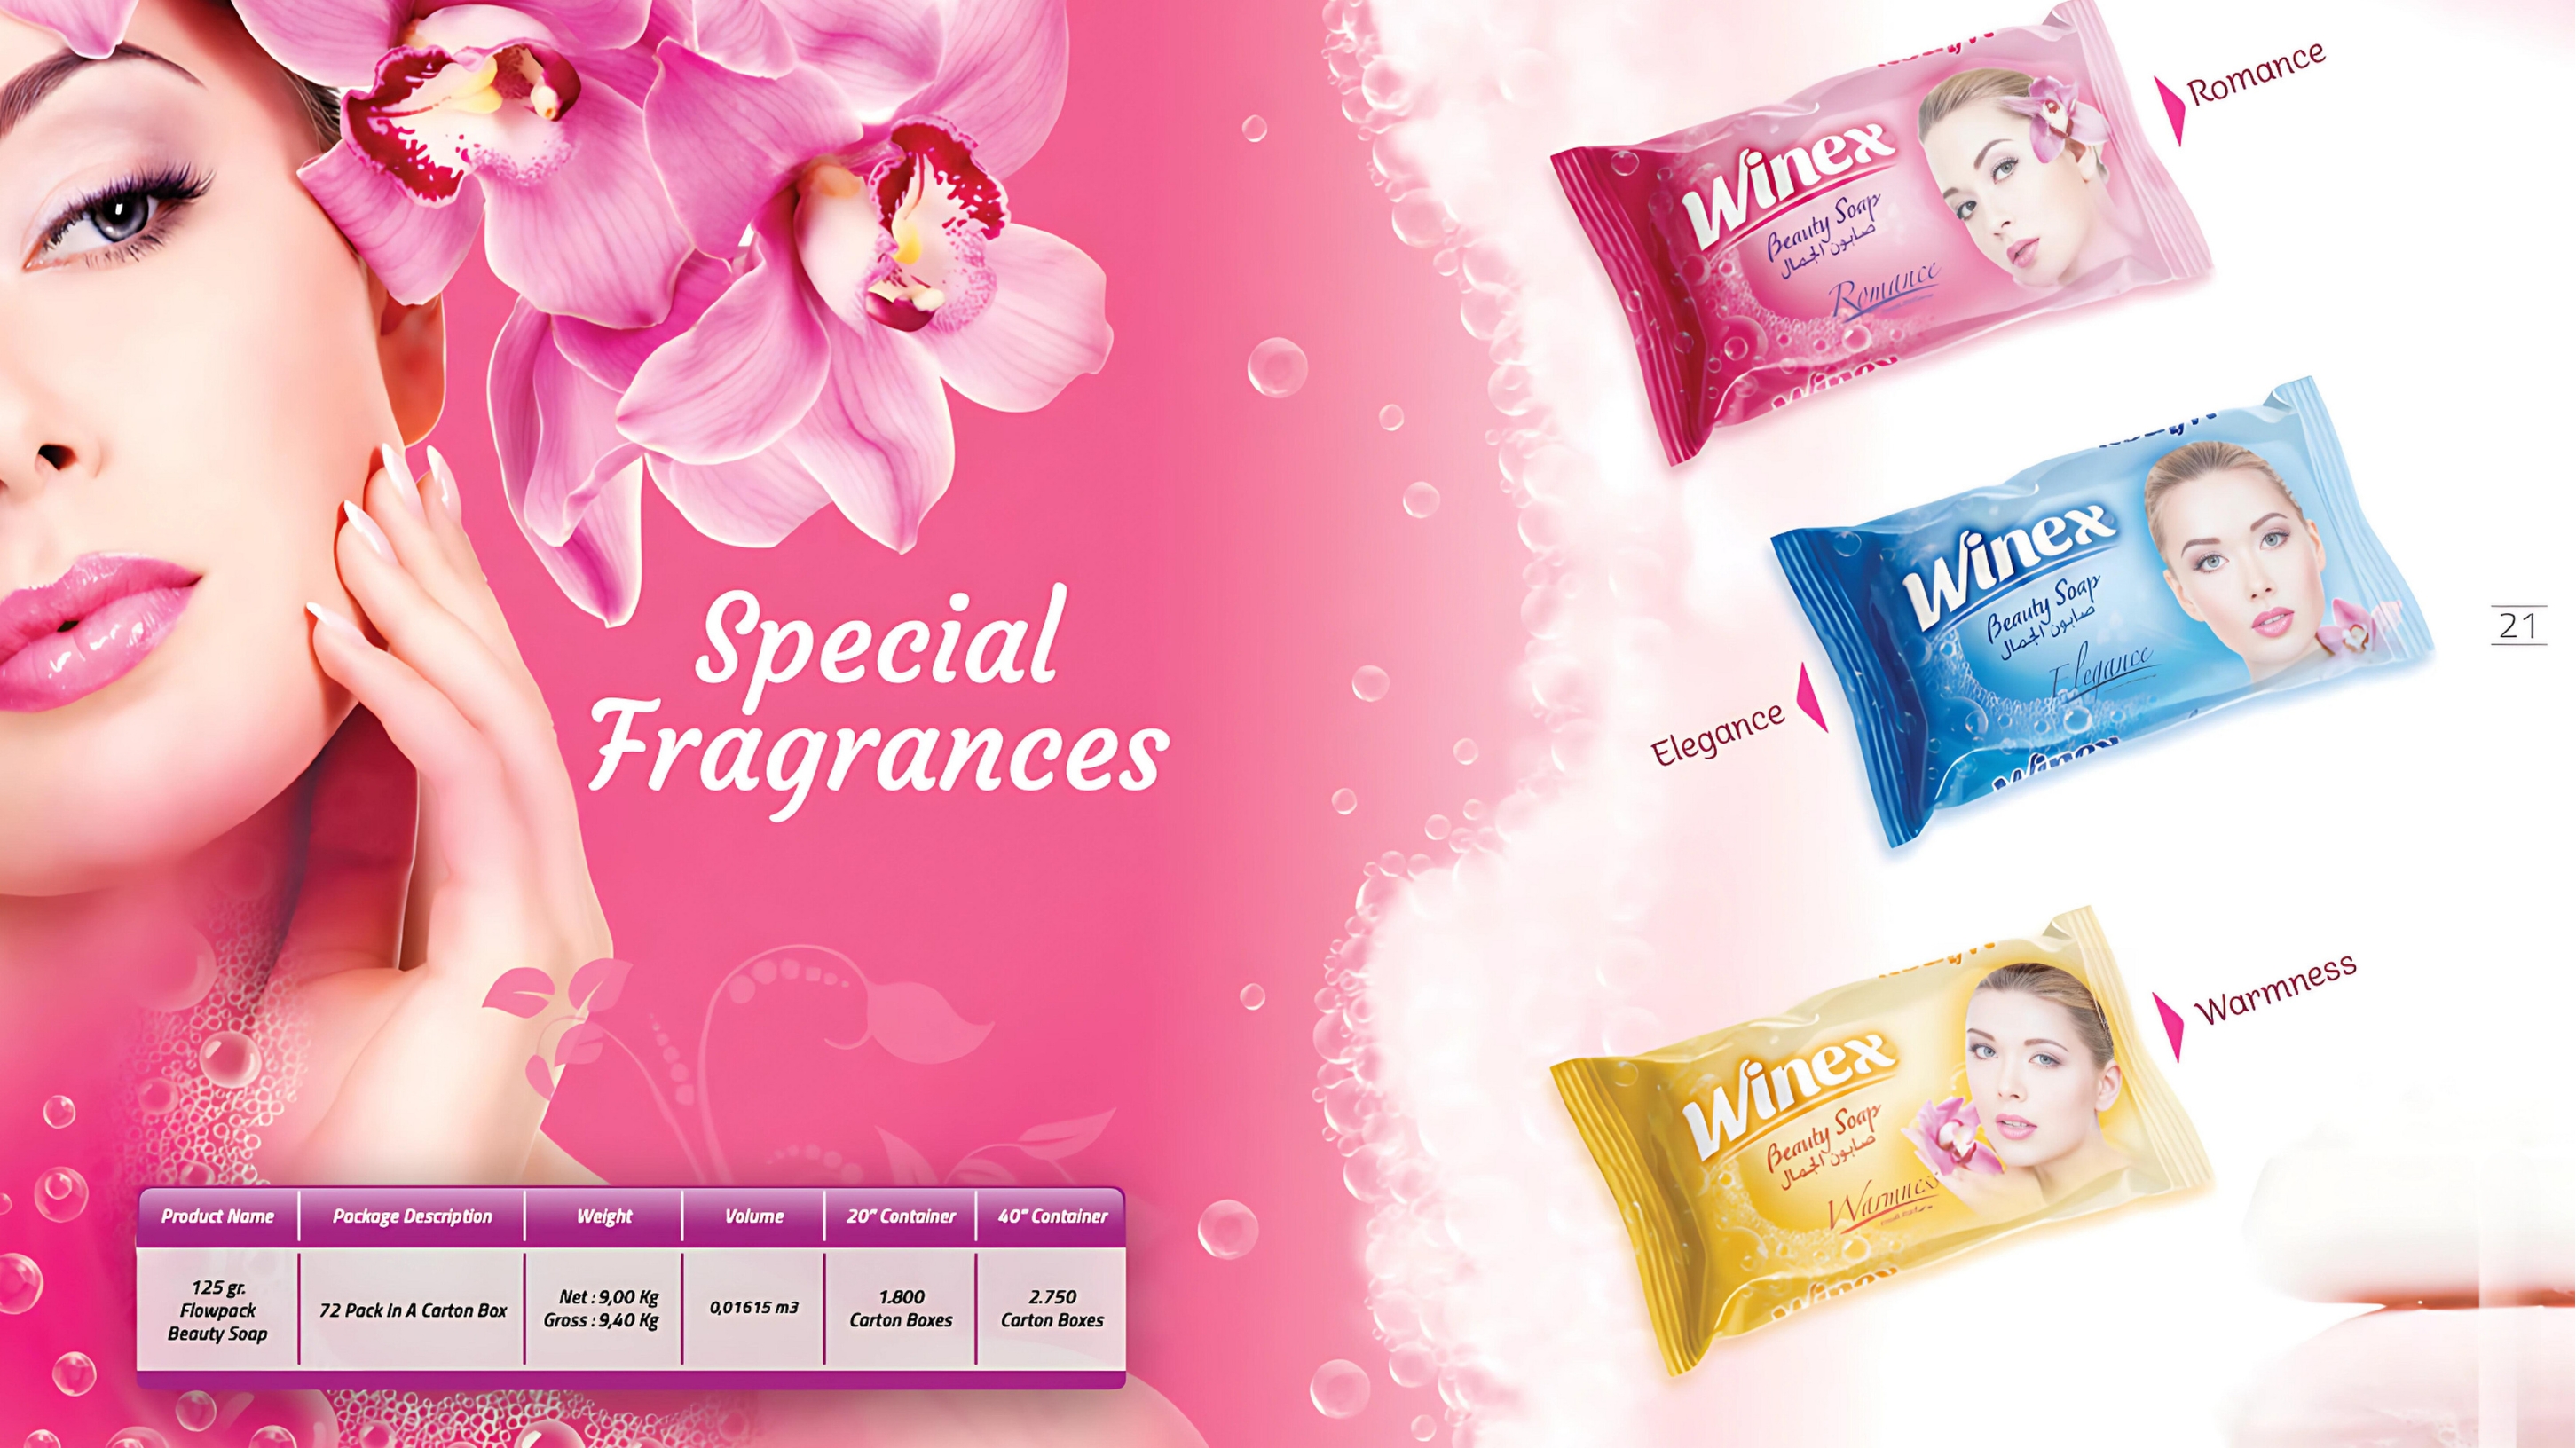 Special
Fragrances
Product Name
Package Description
Weight
Volume
20" Container
40" Container
125 gr.
Flowpack
Beauty Soap
72 Pack in A Carton Box
Net : 9,00 Kg
Gross : 9,40 Kg
0,01615 m3
1.800
Carton Boxes
2.750
Carton Boxes
Winex
Beauty Soap
صابون الجمال
Romance
Winex
Romance
Winex
Beauty Soap
صابون الجمال
Elegance
Winex
Elegance
Winex
Beauty Soap
صابون الجمال
Warmness
Winex
Warmness
21